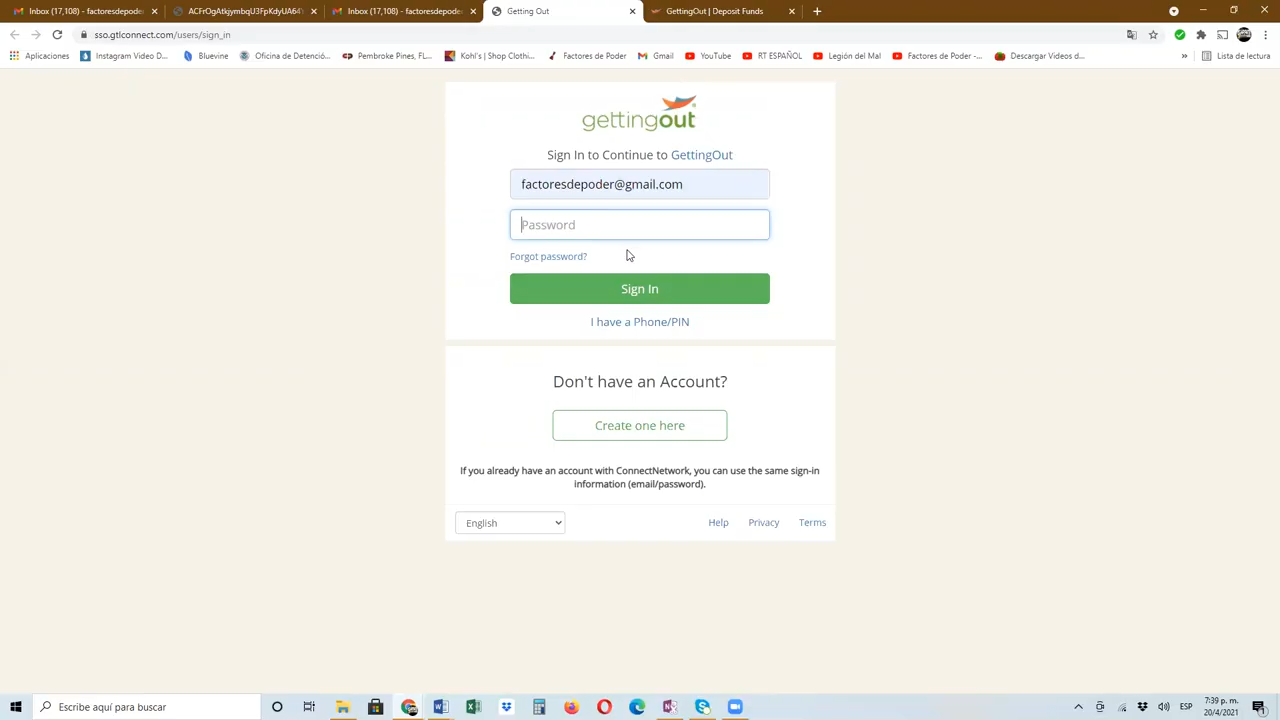 Inbox (17,108) - factoresdepoder
ACFrOgAtkjymbqU3FpKdyUA64
Inbox (17,108) - factoresdepoder
Getting Out
GettingOut | Deposit Funds
sso.gtlconnect.com/users/sign_in
Aplicaciones
Instagram Video D...
Bluevine
Oficina de Detenció...
Pembroke Pines, FL,...
Kohl's | Shop Clothi...
Factores de Poder
Gmail
YouTube
RT ESPAÑOL
Legión del Mal
Factores de Poder -...
Descargar Videos d...
»
Lista de lectura
gettingout
Sign In to Continue to GettingOut
factoresdepoder@gmail.com
Password
Forgot password?
Sign In
I have a Phone/PIN
Don't have an Account?
Create one here
If you already have an account with ConnectNetwork, you can use the same sign-in
information (email/password).
English
Help Privacy Terms
Escribe aquí para buscar
ESP
7:39 p. m.
20/4/2021